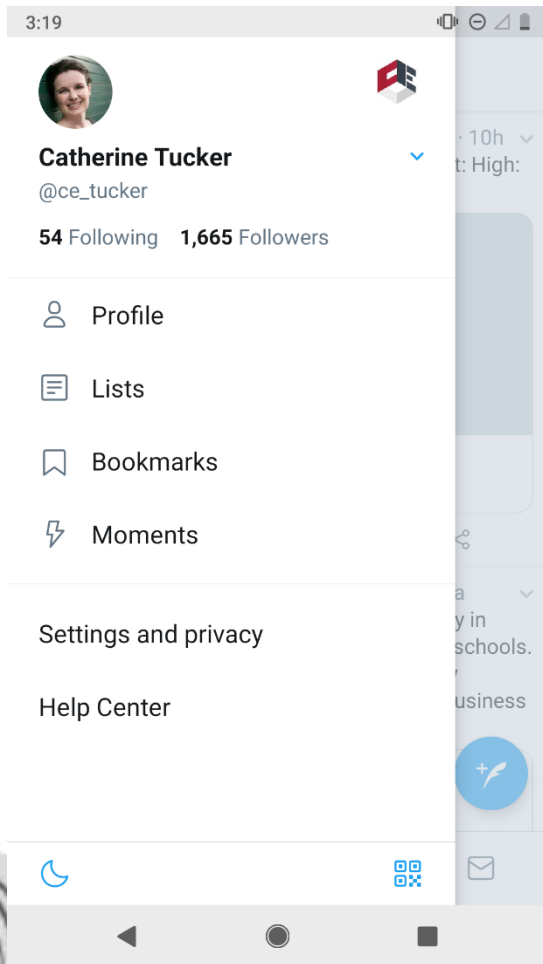 3:19
CE
Catherine Tucker
@ce_tucker
54 Following 1,665 Followers
Profile
Lists
Bookmarks
Moments
Settings and privacy
Help Center
· 10h
t: High:
a
y in
schools.
usiness